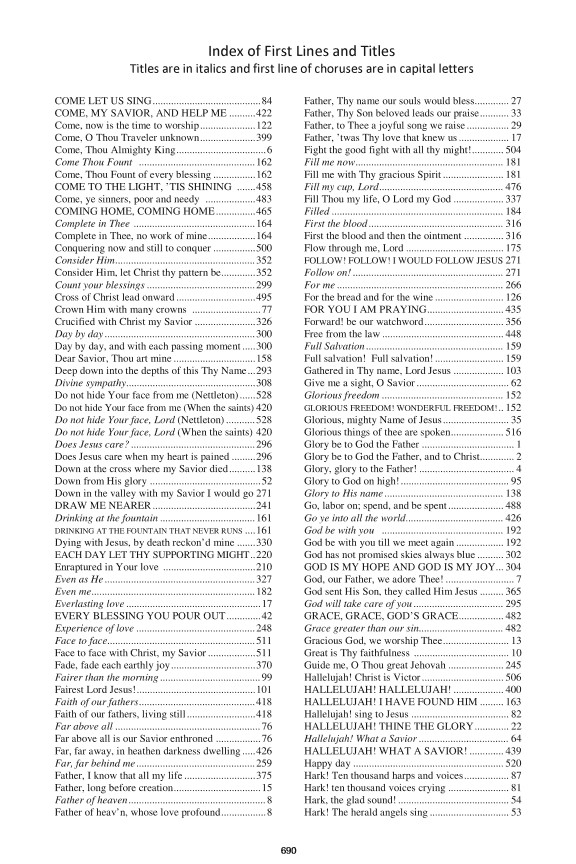 Index of First Lines and Titles
Titles are in italics and first line of choruses are in capital letters
COME LET US SING.........................................84
COME, MY SAVIOR, AND HELP ME ..........422
Come, now is the time to worship.....................122
Come, O Thou Traveler unknown.....................399
Come, Thou Almighty King..................................6
Come Thou Fount ............................................162
Come, Thou Fount of every blessing ................162
COME TO THE LIGHT, 'TIS SHINING .......458
Come, ye sinners, poor and needy ...................483
COMING HOME, COMING HOME...............465
Complete in Thee ..............................................164
Complete in Thee, no work of mine..................164
Conquering now and still to conquer ................500
Consider Him.....................................................352
Consider Him, let Christ thy pattern be.............352
Count your blessings .........................................299
Cross of Christ lead onward ..............................495
Crown Him with many crowns ..........................77
Crucified with Christ my Savior .......................326
Day by day.........................................................300
Day by day, and with each passing moment .....300
Dear Savior, Thou art mine ...............................158
Deep down into the depths of this Thy Name...293
Divine sympathy.................................................308
Do not hide Your face from me (Nettleton)......528
Do not hide Your face from me (When the saints) 420
Do not hide Your face, Lord (Nettleton) ...........528
Do not hide Your face, Lord (When the saints) 420
Does Jesus care? ...............................................296
Does Jesus care when my heart is pained .........296
Down at the cross where my Savior died..........138
Down from His glory ..........................................52
Down in the valley with my Savior I would go 271
DRAW ME NEARER.......................................241
Drinking at the fountain ....................................161
DRINKING AT THE FOUNTAIN THAT NEVER RUNS ....161
Dying with Jesus, by death reckon'd mine .......330
EACH DAY LET THY SUPPORTING MIGHT..220
Enraptured in Your love ...................................210
Even as He.........................................................327
Even me..............................................................182
Everlasting love ...................................................17
EVERY BLESSING YOU POUR OUT.............42
Experience of love .............................................248
Face to face........................................................511
Face to face with Christ, my Savior ..................511
Fade, fade each earthly joy................................370
Fairer than the morning ......................................99
Fairest Lord Jesus!.............................................101
Faith of our fathers............................................418
Faith of our fathers, living still..........................418
Far above all .......................................................76
Far above all is our Savior enthroned .................76
Far, far away, in heathen darkness dwelling .....426
Far, far behind me..............................................259
Father, I know that all my life ...........................375
Father, long before creation.................................15
Father of heaven....................................................8
Father of heav'n, whose love profound.................8
Father, Thy name our souls would bless............. 27
Father, Thy Son beloved leads our praise........... 33
Father, to Thee a joyful song we raise ................ 29
Father, 'twas Thy love that knew us ................... 17
Fight the good fight with all thy might!............ 504
Fill me now........................................................ 181
Fill me with Thy gracious Spirit ....................... 181
Fill my cup, Lord............................................... 476
Fill Thou my life, O Lord my God ................... 337
Filled ................................................................. 184
First the blood................................................... 316
First the blood and then the ointment ............... 316
Flow through me, Lord .................................... 175
FOLLOW! FOLLOW! I WOULD FOLLOW JESUS 271
Follow on!......................................................... 271
For me ............................................................... 266
For the bread and for the wine .......................... 126
FOR YOU I AM PRAYING............................. 435
Forward! be our watchword.............................. 356
Free from the law .............................................. 448
Full Salvation.................................................... 159
Full salvation! Full salvation! .......................... 159
Gathered in Thy name, Lord Jesus ................... 103
Give me a sight, O Savior ................................... 62
Glorious freedom .............................................. 152
GLORIOUS FREEDOM! WONDERFUL FREEDOM!.. 152
Glorious, mighty Name of Jesus......................... 35
Glorious things of thee are spoken.................... 516
Glory be to God the Father ................................... 1
Glory be to God the Father, and to Christ............. 2
Glory, glory to the Father! .................................... 4
Glory to God on high!......................................... 95
Glory to His name ............................................. 138
Go, labor on; spend, and be spent..................... 488
Go ye into all the world..................................... 426
God be with you .............................................. 192
God be with you till we meet again .................. 192
God has not promised skies always blue .......... 302
GOD IS MY HOPE AND GOD IS MY JOY... 304
God, our Father, we adore Thee! .......................... 7
God sent His Son, they called Him Jesus ......... 365
God will take care of you.................................. 295
GRACE, GRACE, GOD'S GRACE................. 482
Grace greater than our sin................................ 482
Gracious God, we worship Thee......................... 13
Great is Thy faithfulness .................................... 10
Guide me, O Thou great Jehovah ..................... 245
Hallelujah! Christ is Victor............................... 506
HALLELUJAH! HALLELUJAH! ................... 400
HALLELUJAH! I HAVE FOUND HIM ......... 163
Hallelujah! sing to Jesus ..................................... 82
HALLELUJAH! THINE THE GLORY............. 22
Hallelujah! What a Savior .................................. 64
HALLELUJAH! WHAT A SAVIOR! ............. 439
Happy day ......................................................... 520
Hark! Ten thousand harps and voices................. 87
Hark! ten thousand voices crying ....................... 81
Hark, the glad sound! .......................................... 54
Hark! The herald angels sing .............................. 53
690